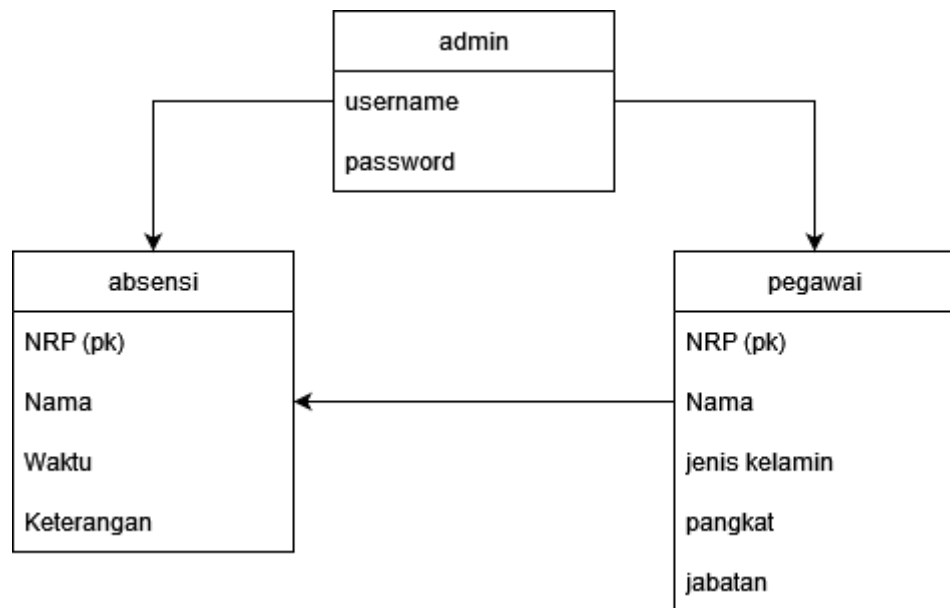 admin
username
password
absensi
NRP (pk)
Nama
Waktu
Keterangan
pegawai
NRP (pk)
Nama
jenis kelamin
pangkat
jabatan